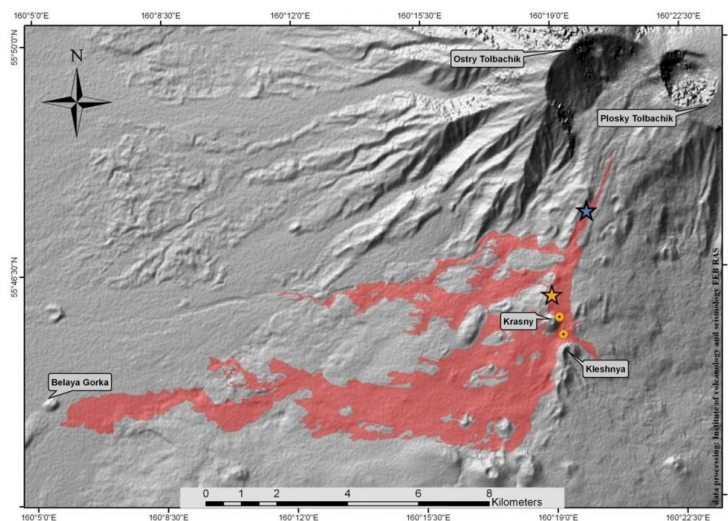 160°5'0"E 160°8'30"E 160°12'0"E 160°15'30"E 160°19'0"E 160°22'30"E
55°50'0"N
N
Ostry Tolbachik
Plosky Tolbachik
55°46'30"N
Krasny
Kleshnya
Belaya Gorka
data processing: Institute of volcanology and seismology FEB RAS
0 1 2 4 6 8
Kilometers
160°5'0"E 160°8'30"E 160°12'0"E 160°15'30"E 160°19'0"E 160°22'30"E